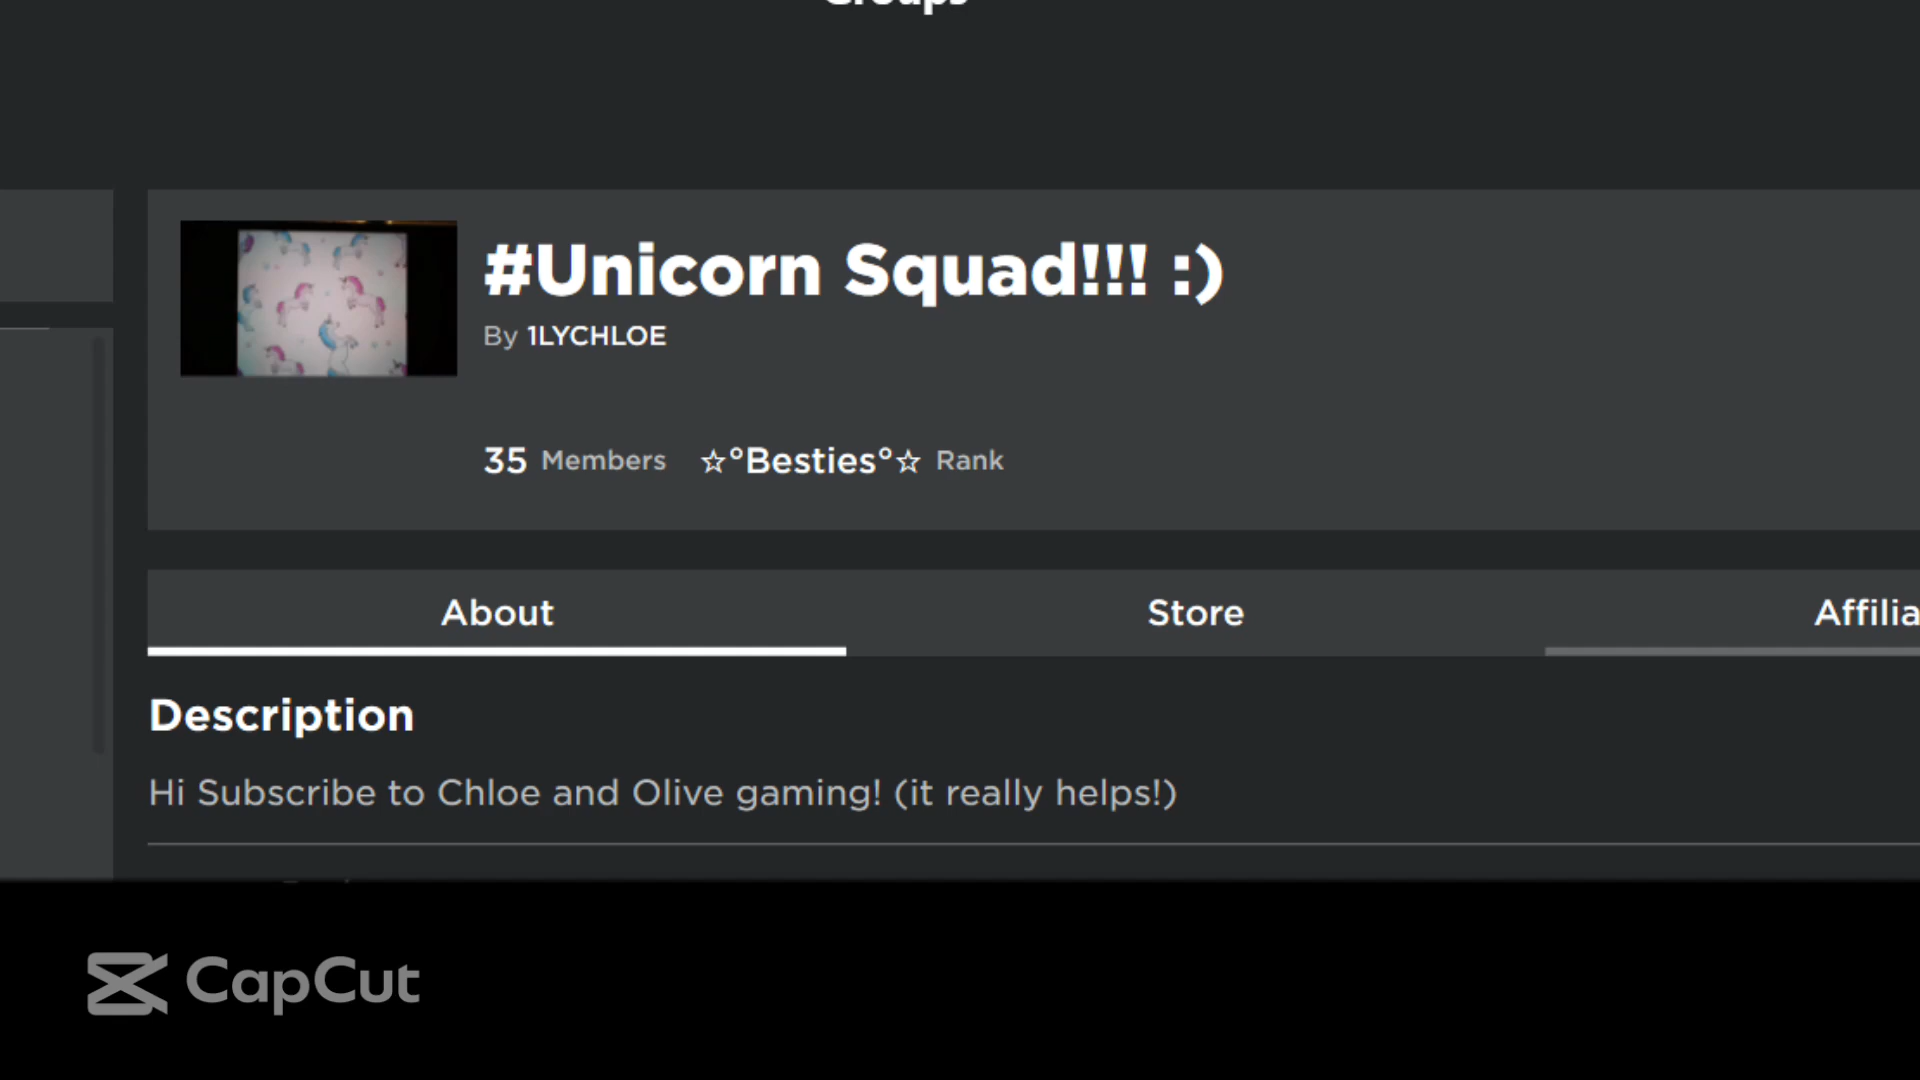 Groups
#Unicorn Squad!!! :)
By 1LYCHLOE
35 Members ☆°Besties°☆ Rank
About Store Affilia
Description
Hi Subscribe to Chloe and Olive gaming! (it really helps!)
CapCut